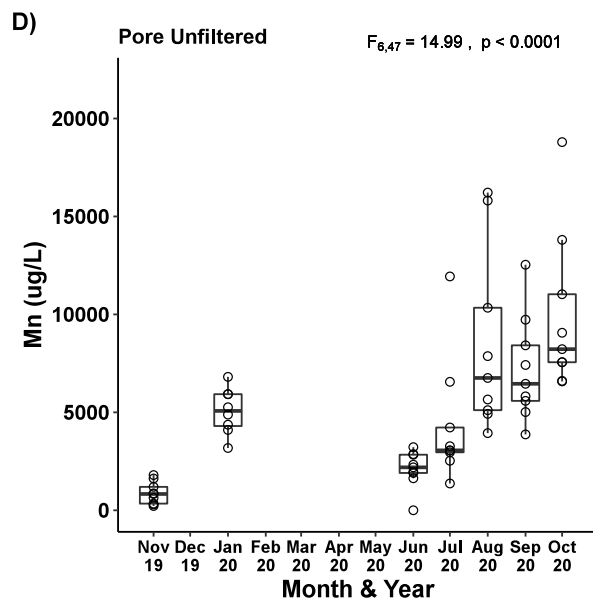 D)
Pore Unfiltered
F6,47 = 14.99 , p < 0.0001
Mn (ug/L)
20000
15000
10000
5000
0
Nov Dec Jan Feb Mar Apr May Jun Jul Aug Sep Oct
19 19 20 20 20 20 20 20 20 20 20 20
Month & Year